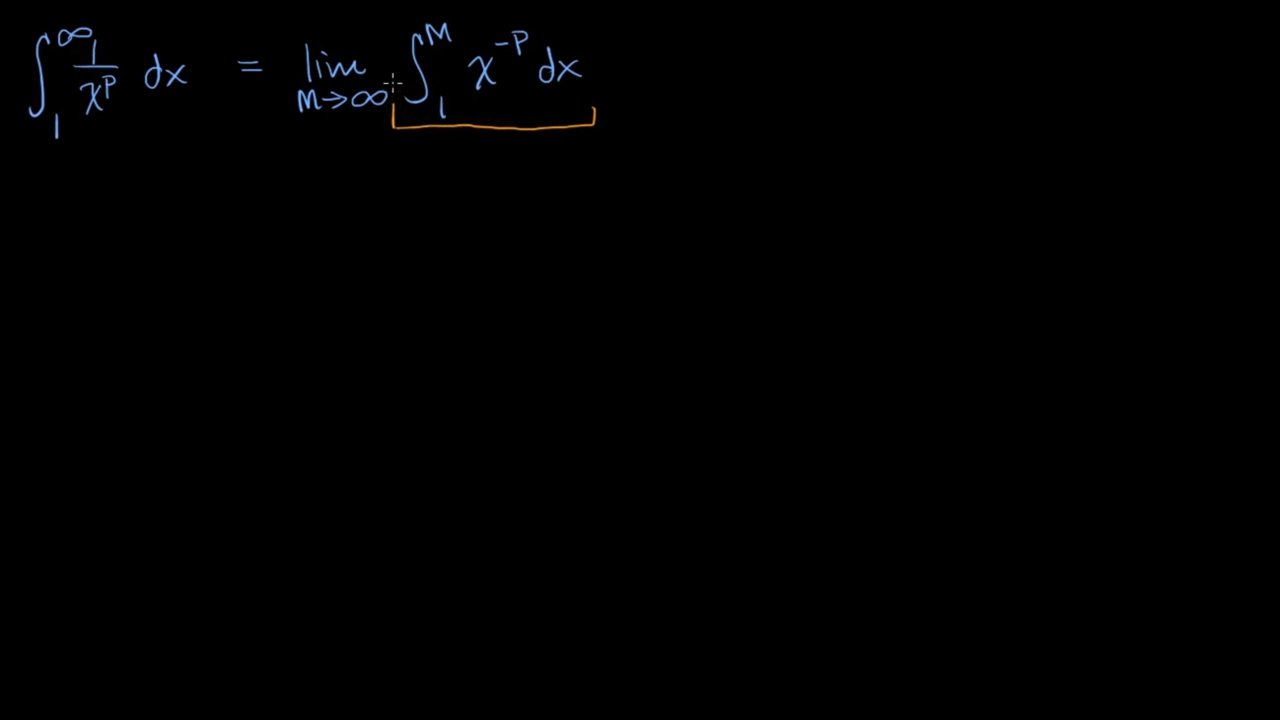 ∫₁^∞ 1/x^p dx = lim_{M→∞} ∫₁^M x^{-p} dx